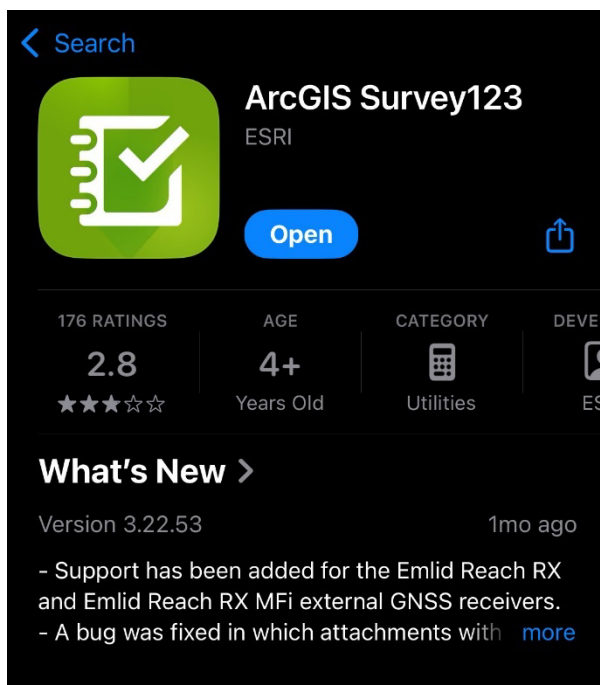 Search
ArcGIS Survey123
ESRI
Open
176 RATINGS
2.8
AGE
4+
Years Old
CATEGORY
Utilities
What's New
Version 3.22.53
1mo ago
- Support has been added for the Emlid Reach RX
and Emlid Reach RX MFi external GNSS receivers.
- A bug was fixed in which attachments with more